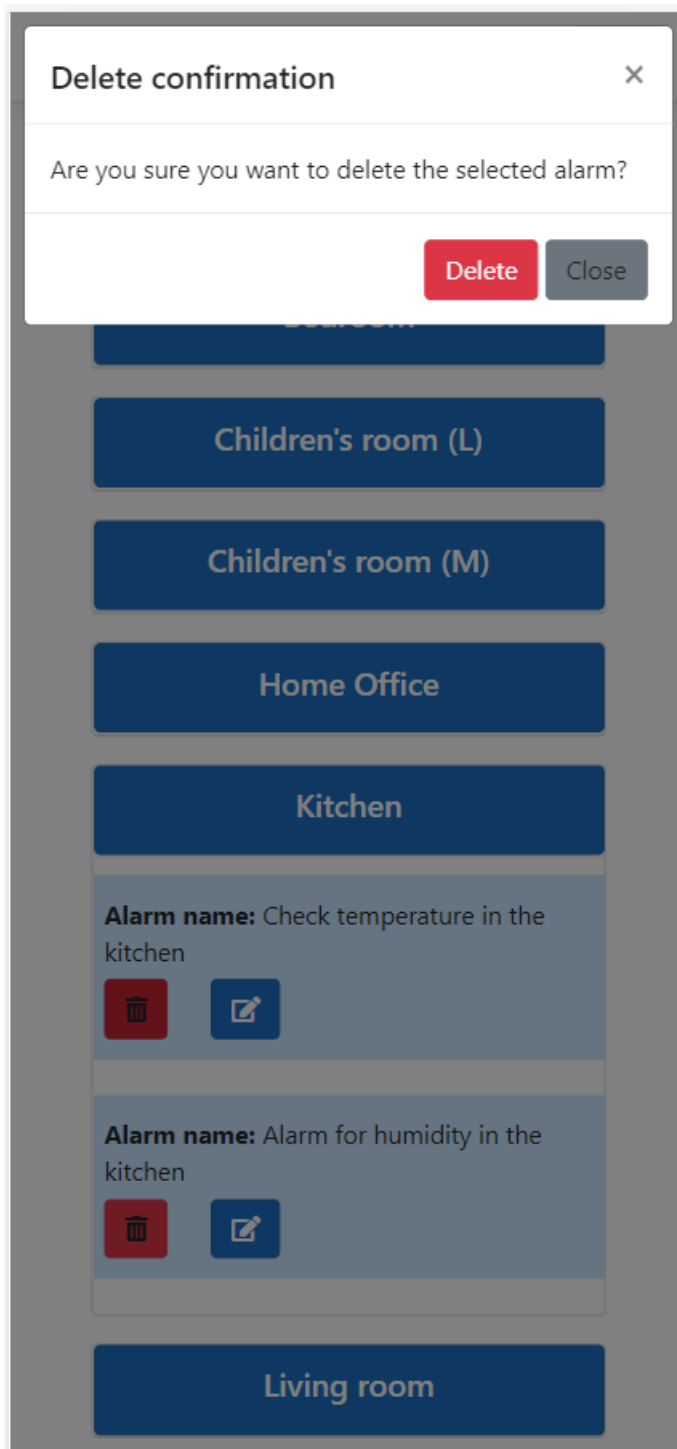 Delete confirmation
×
Are you sure you want to delete the selected alarm?
Delete
Close
Children's room (L)
Children's room (M)
Home Office
Kitchen
Alarm name: Check temperature in the
kitchen
Alarm name: Alarm for humidity in the
kitchen
Living room